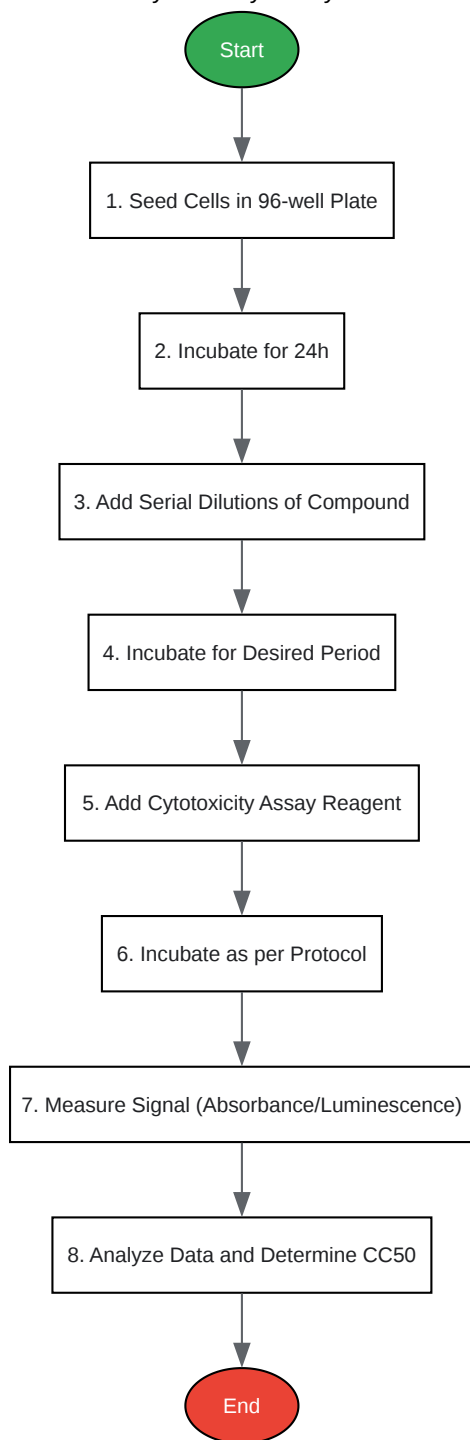 Start
1. Seed Cells in 96-well Plate
2. Incubate for 24h
3. Add Serial Dilutions of Compound
4. Incubate for Desired Period
5. Add Cytotoxicity Assay Reagent
6. Incubate as per Protocol
7. Measure Signal (Absorbance/Luminescence)
8. Analyze Data and Determine CC50
End